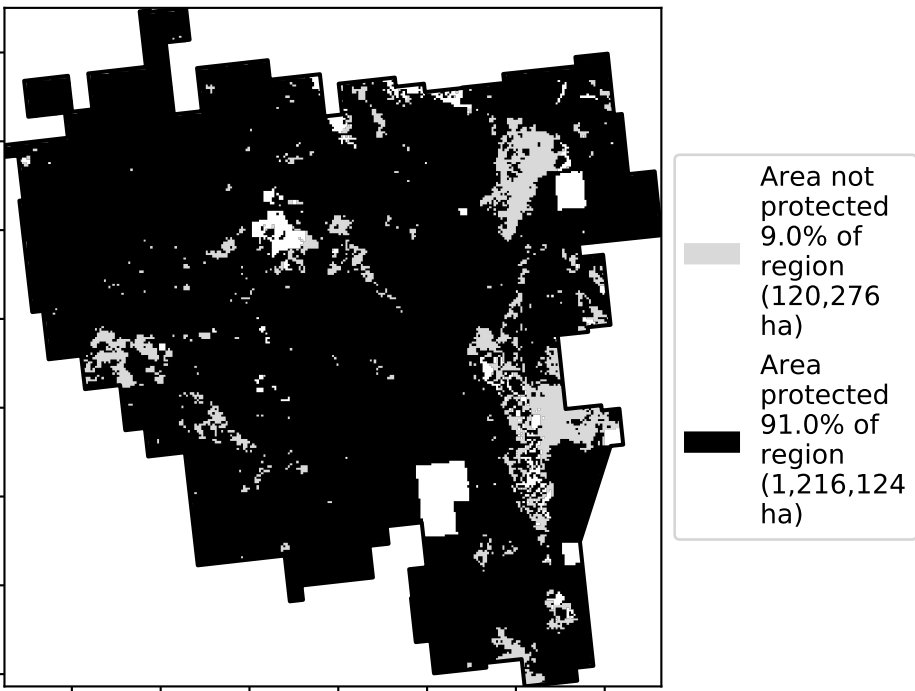 Area not
protected
9.0% of
region
(120,276
ha)
Area
protected
91.0% of
region
(1,216,124
ha)